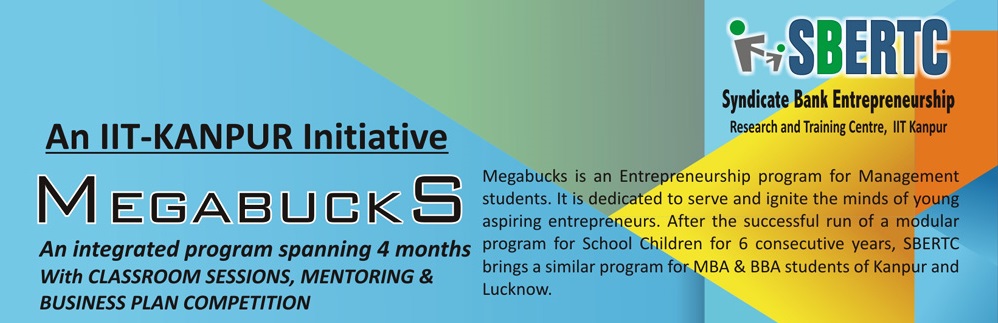 SBERTC
Syndicate Bank Entrepreneurship
Research and Training Centre, IIT Kanpur
An IIT-KANPUR Initiative
MEGABUCKS
An integrated program spanning 4 months
With CLASSROOM SESSIONS, MENTORING &
BUSINESS PLAN COMPETITION
Megabucks is an Entrepreneurship program for Management
students. It is dedicated to serve and ignite the minds of young
aspiring entrepreneurs. After the successful run of a modular
program for School Children for 6 consecutive years, SBERTC
brings a similar program for MBA & BBA students of Kanpur and
Lucknow.